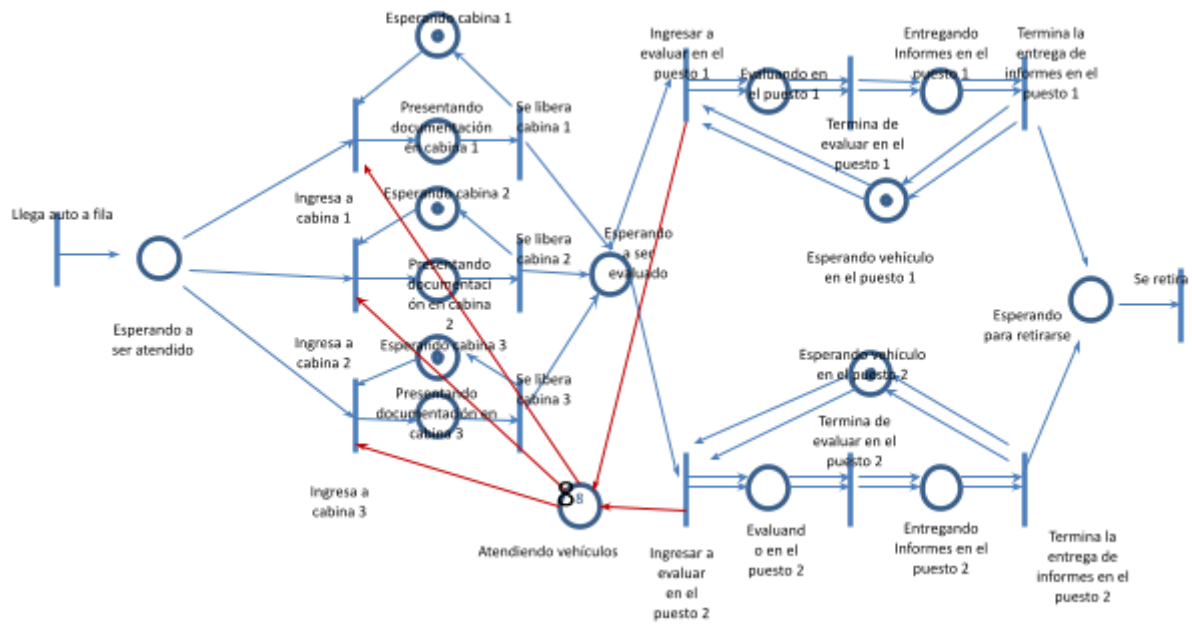 Esperando cabina 1
Ingresar a
evaluar en el
puesto 1
Entregando
Informes en el
puesto 1
Termina la
entrega de
informes en el
puesto 1
Evaluando en
el puesto 1
Presentando
documentación
en cabina 1
Se libera
cabina 1
Termina de
evaluar en el
puesto 1
Llega auto a fila
Ingresa a
cabina 1
Esperando cabina 2
Se libera
cabina 2
Esperando
a ser
evaluado
Esperando vehículo
en el puesto 1
Presentando
documentaci
ón en cabina
2
Se retira
Esperando a
ser atendido
Esperando
para retirarse
Ingresa a
cabina 2
Esperando cabina 3
Se libera
cabina 3
Esperando vehículo
en el puesto 2
Presentando
documentación en
cabina 3
Termina de
evaluar en el
puesto 2
Ingresa a
cabina 3
8
8
Atendiendo vehículos
Ingresar a
evaluar
en el
puesto 2
Evaluand
o en el
puesto 2
Entregando
Informes en el
puesto 2
Termina la
entrega de
informes en el
puesto 2